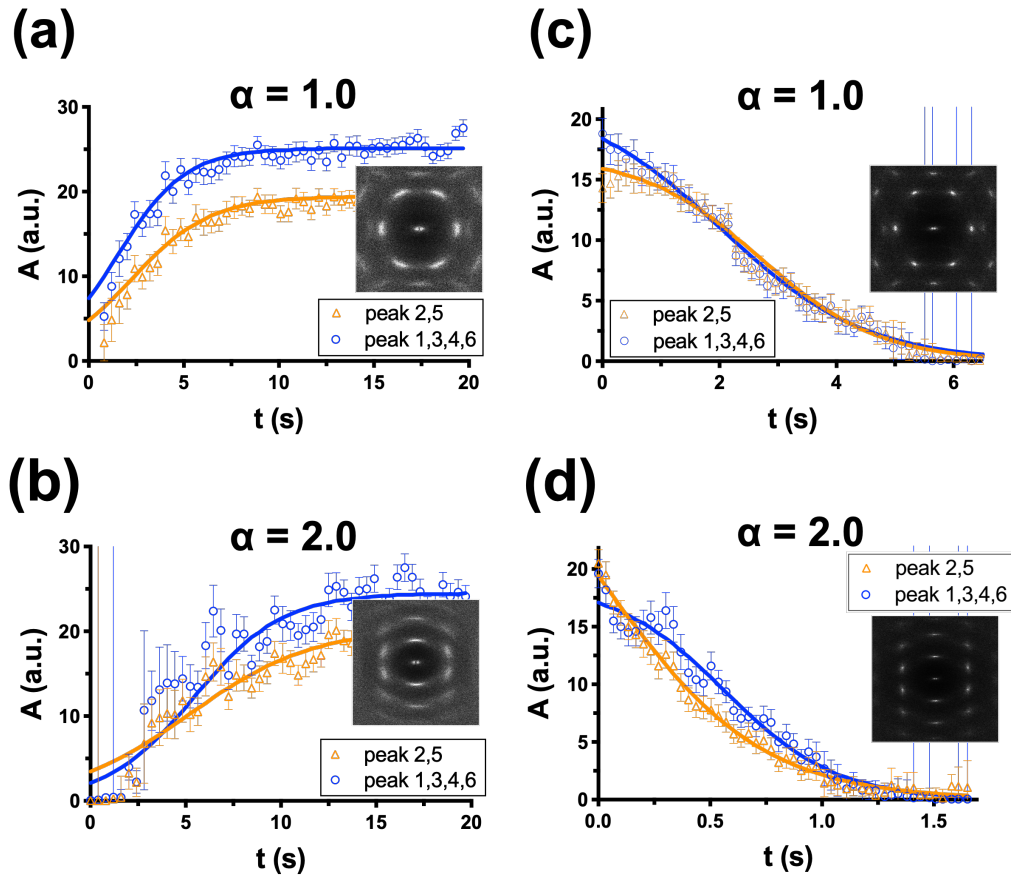 (a)
α = 1.0
A (a.u.)
30
20
10
0
0 5 10 15 20
t (s)
peak 2,5
peak 1,3,4,6
(c)
α = 1.0
A (a.u.)
20
15
10
5
0
0 2 4 6
t (s)
peak 2,5
peak 1,3,4,6
(b)
α = 2.0
A (a.u.)
30
20
10
0
0 5 10 15 20
t (s)
peak 2,5
peak 1,3,4,6
(d)
α = 2.0
A (a.u.)
20
15
10
5
0
0.0 0.5 1.0 1.5
t (s)
peak 2,5
peak 1,3,4,6